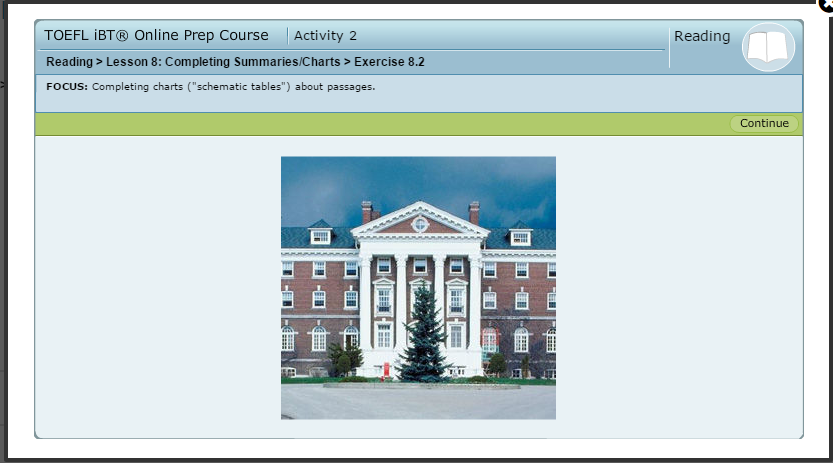 TOEFL iBT® Online Prep Course
Activity 2
Reading
Reading > Lesson 8: Completing Summaries/Charts > Exercise 8.2
FOCUS: Completing charts ("schematic tables") about passages.
Continue